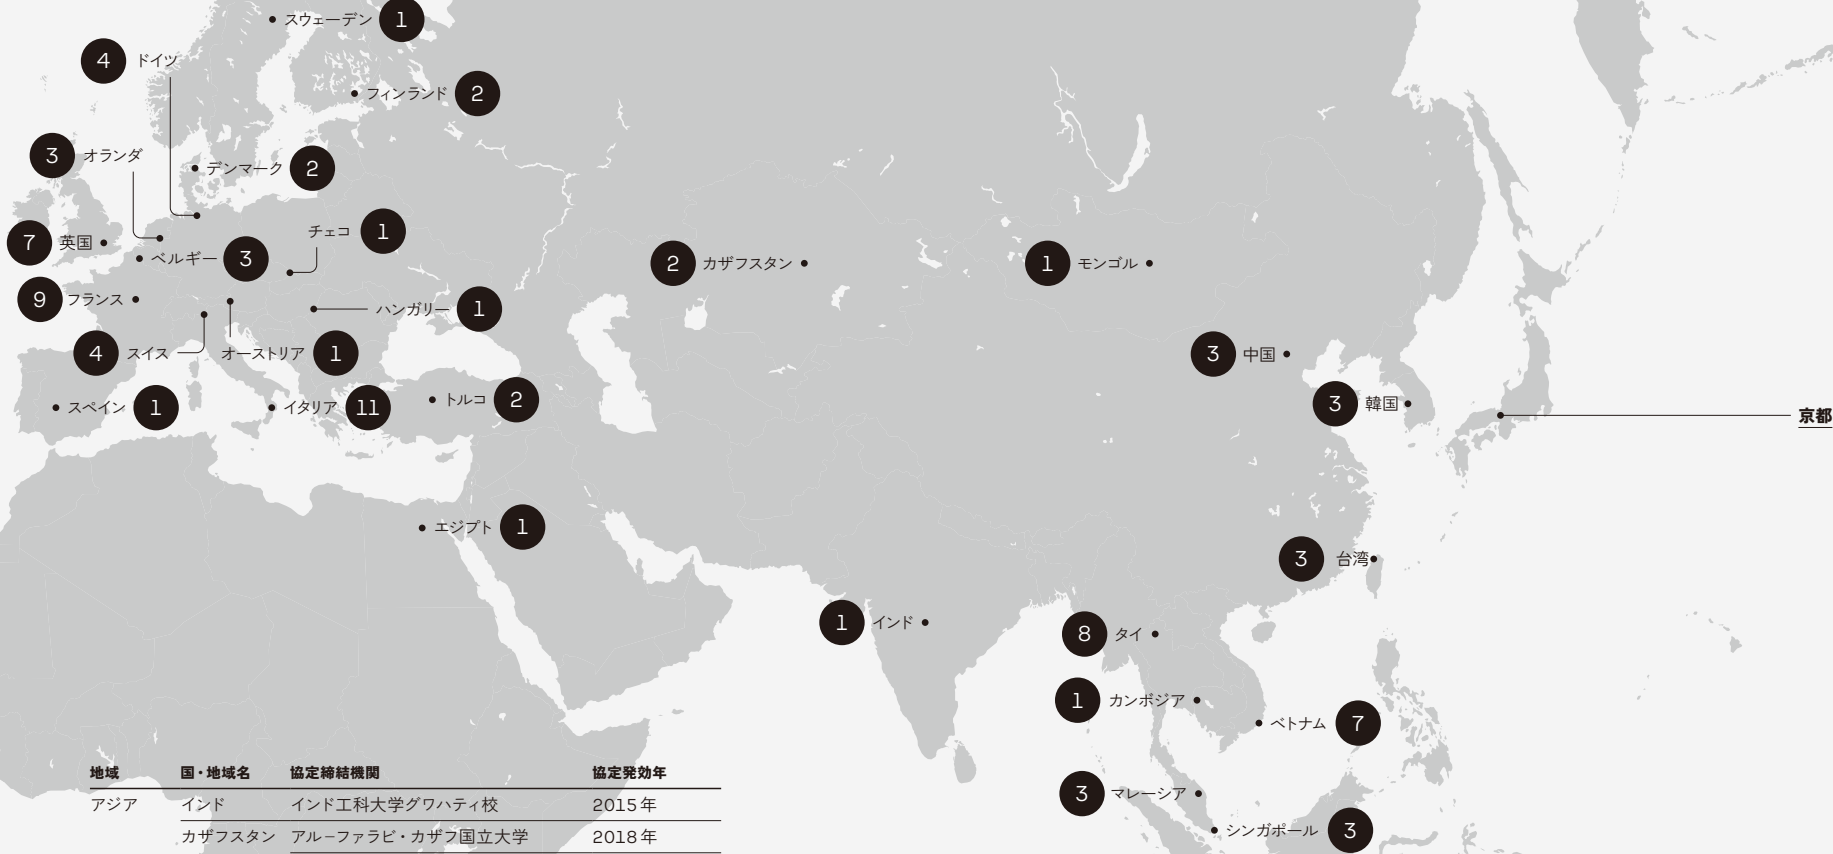 スウェーデン 1
4 ドイツ
フィンランド 2
3 オランダ
デンマーク 2
チェコ 1
7 英国
ベルギー 3
2 カザフスタン
1 モンゴル
9 フランス
ハンガリー 1
4 スイス
オーストリア 1
3 中国
スペイン 1
イタリア 11
トルコ 2
3 韓国
京都
エジプト 1
3 台湾
1 インド
8 タイ
1 カンボジア
ベトナム 7
3 マレーシア
シンガポール 3
地域 国・地域名 協定締結機関 協定発効年
アジア インド インド工科大学グワハティ校 2015年
カザフスタン アル−ファラビ・カザフ国立大学 2018年